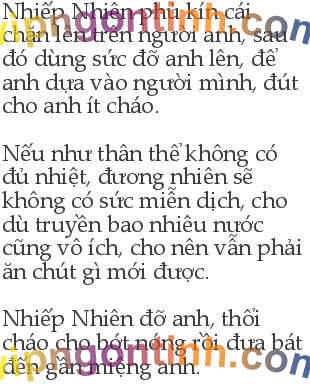 Nhiếp Nhiên phủ kín cái
chăn lên trên người anh, sau
đó dùng sức đỡ anh lên, để
anh dựa vào người mình, đút
cho anh ít cháo.
Nếu như thân thể không có
đủ nhiệt, đương nhiên sẽ
không có sức miễn dịch, cho
dù truyền bao nhiêu nước
cũng vô ích, cho nên vẫn phải
ăn chút gì mới được.
Nhiếp Nhiên đỡ anh, thổi
cháo cho bớt nóng rồi đưa bát
đến gần miệng anh.
vipngontinh.com
vipngontinh.com